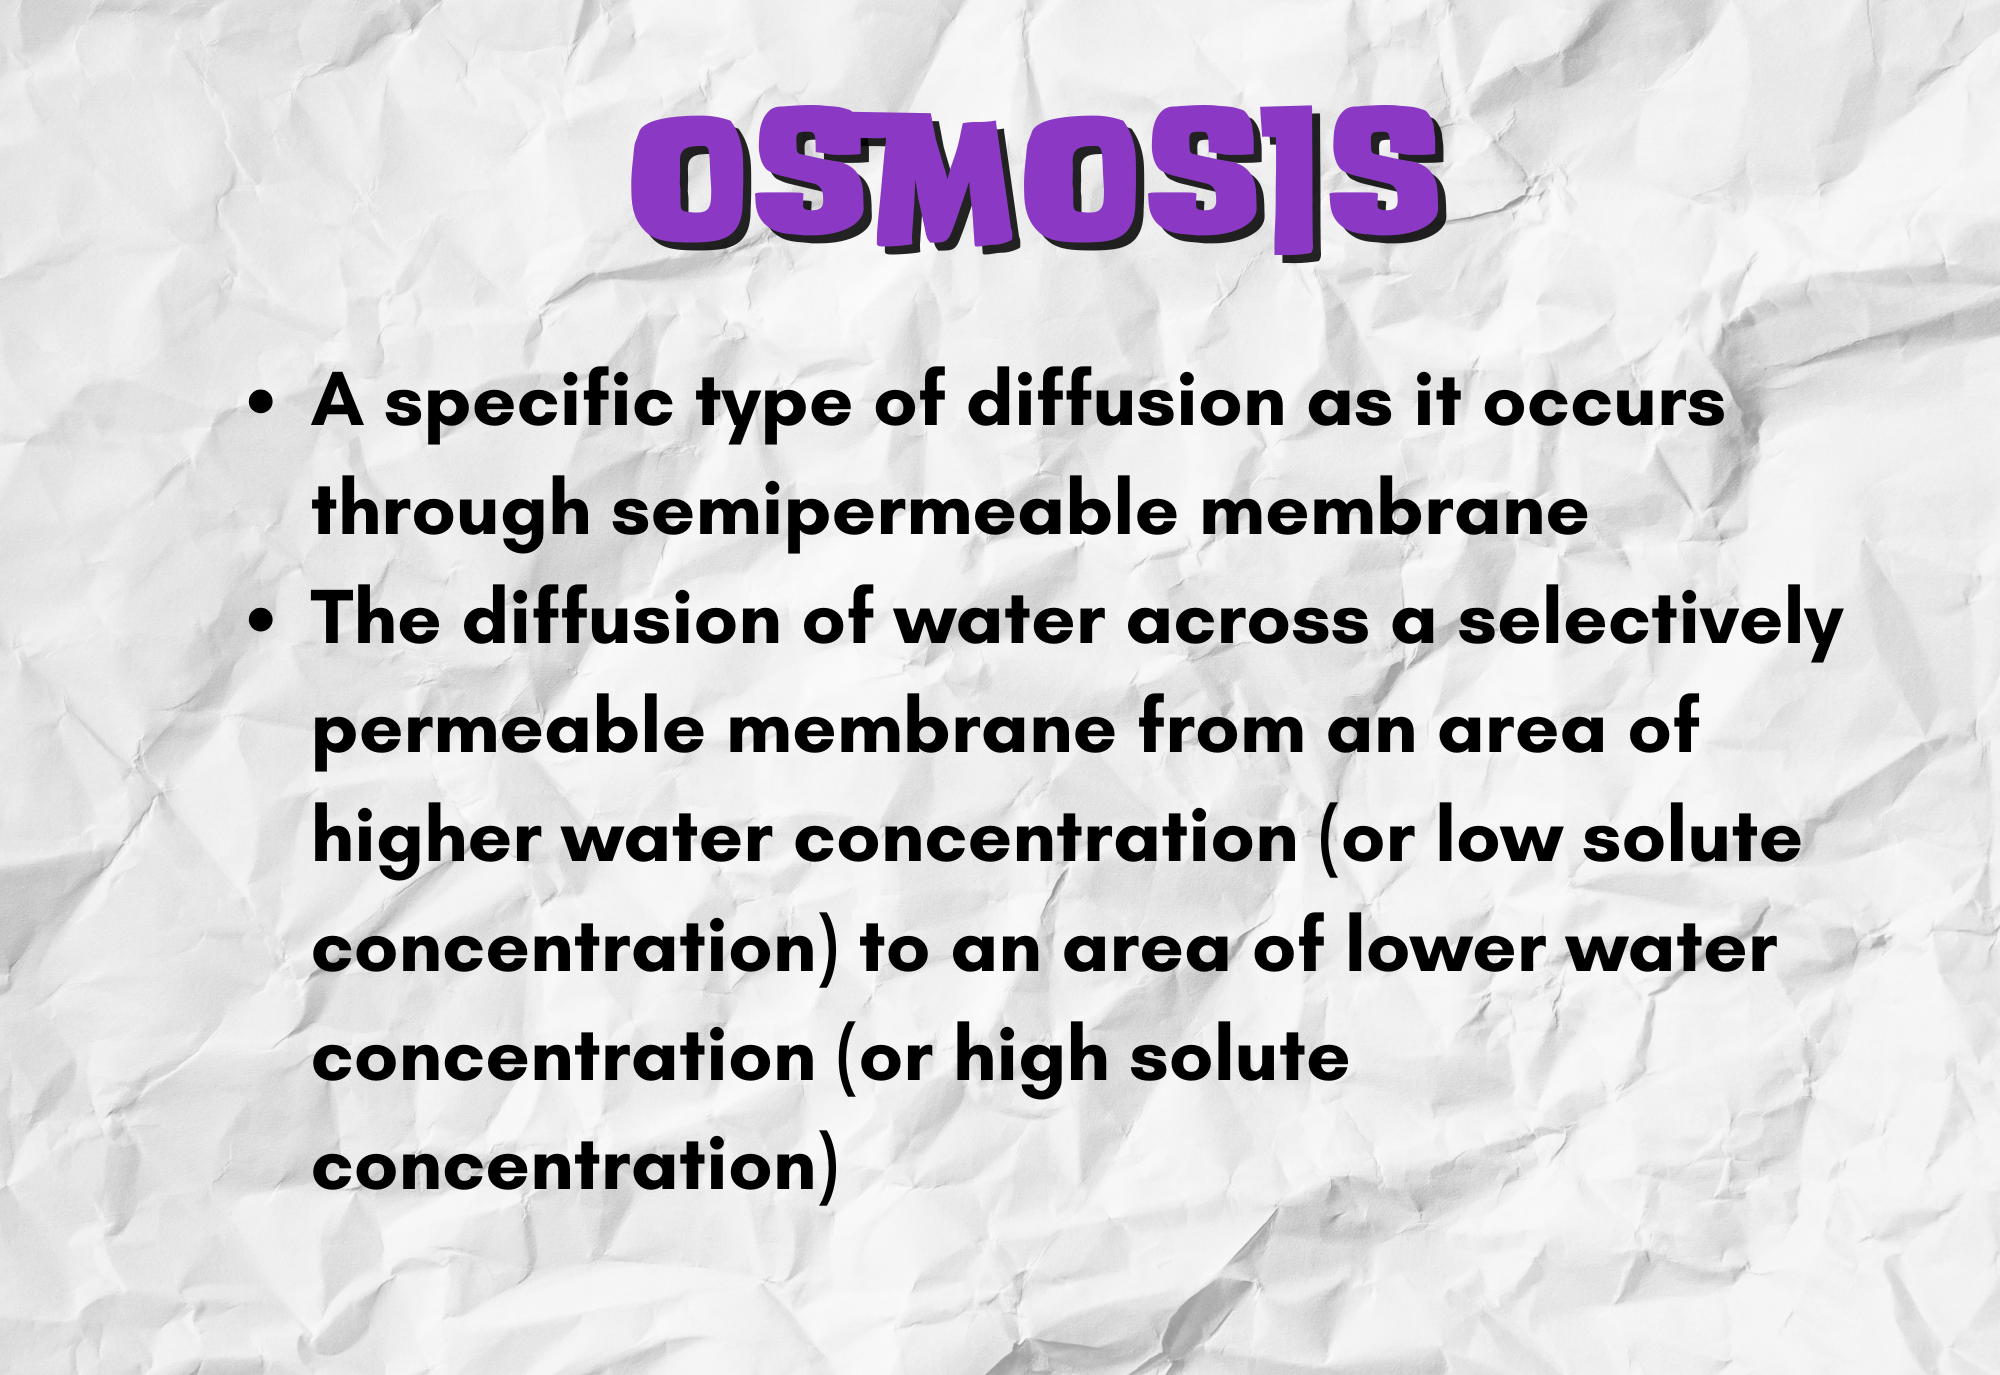 OSMOSIS
• A specific type of diffusion as it occurs
through semipermeable membrane
• The diffusion of water across a selectively
permeable membrane from an area of
higher water concentration (or low solute
concentration) to an area of lower water
concentration (or high solute
concentration)